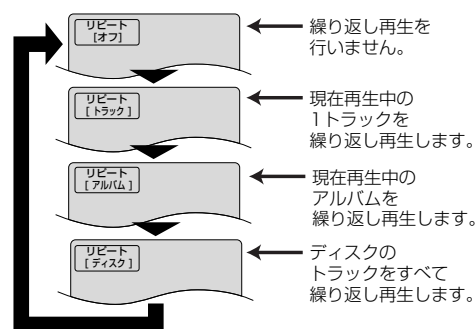 リピート
[オフ]
繰り返し再生を
行いません。
リピート
[ トラック ]
現在再生中の
1トラックを
繰り返し再生します。
リピート
[ アルバム ]
現在再生中の
アルバムを
繰り返し再生します。
リピート
[ ディスク ]
ディスクの
トラックをすべて
繰り返し再生します。